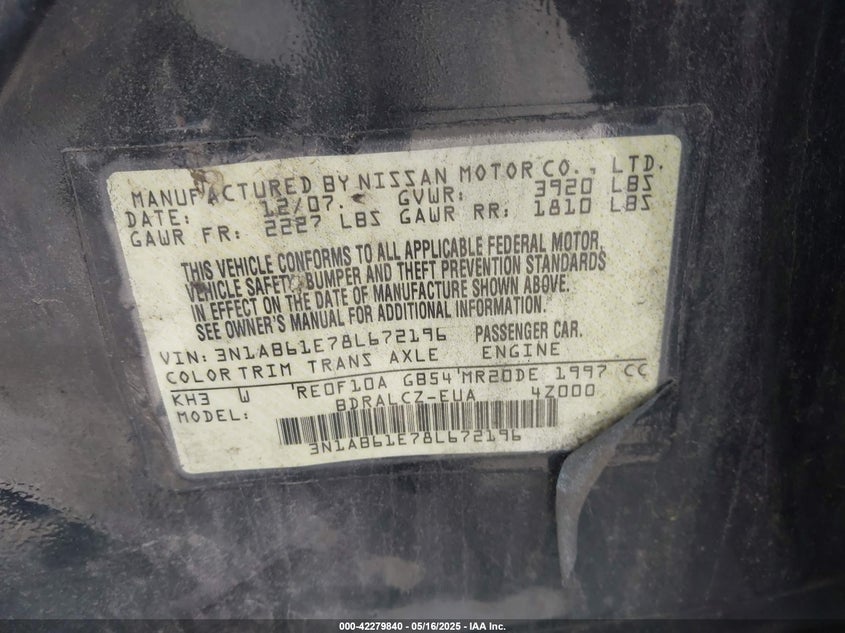 MANUFACTURED BY NISSAN MOTOR CO., LTD.
DATE: 12/07. GVWR: 3920 LBS
GAWR FR: 2227 LBS GAWR RR: 1810 LBS
THIS VEHICLE CONFORMS TO ALL APPLICABLE FEDERAL MOTOR
VEHICLE SAFETY, BUMPER AND THEFT PREVENTION STANDARDS
IN EFFECT ON THE DATE OF MANUFACTURE SHOWN ABOVE.
SEE OWNER'S MANUAL FOR ADDITIONAL INFORMATION.
VIN: 3N1AB61E78L672196 PASSENGER CAR.
COLOR TRIM TRANS AXLE ENGINE
KH3 W RE0F10A GB54 MR20DE 1997 CC
MODEL: BDRALCZ-EUA 4Z000
3N1AB61E78L672196
000-42279840 - 05/16/2025 - IAA Inc.